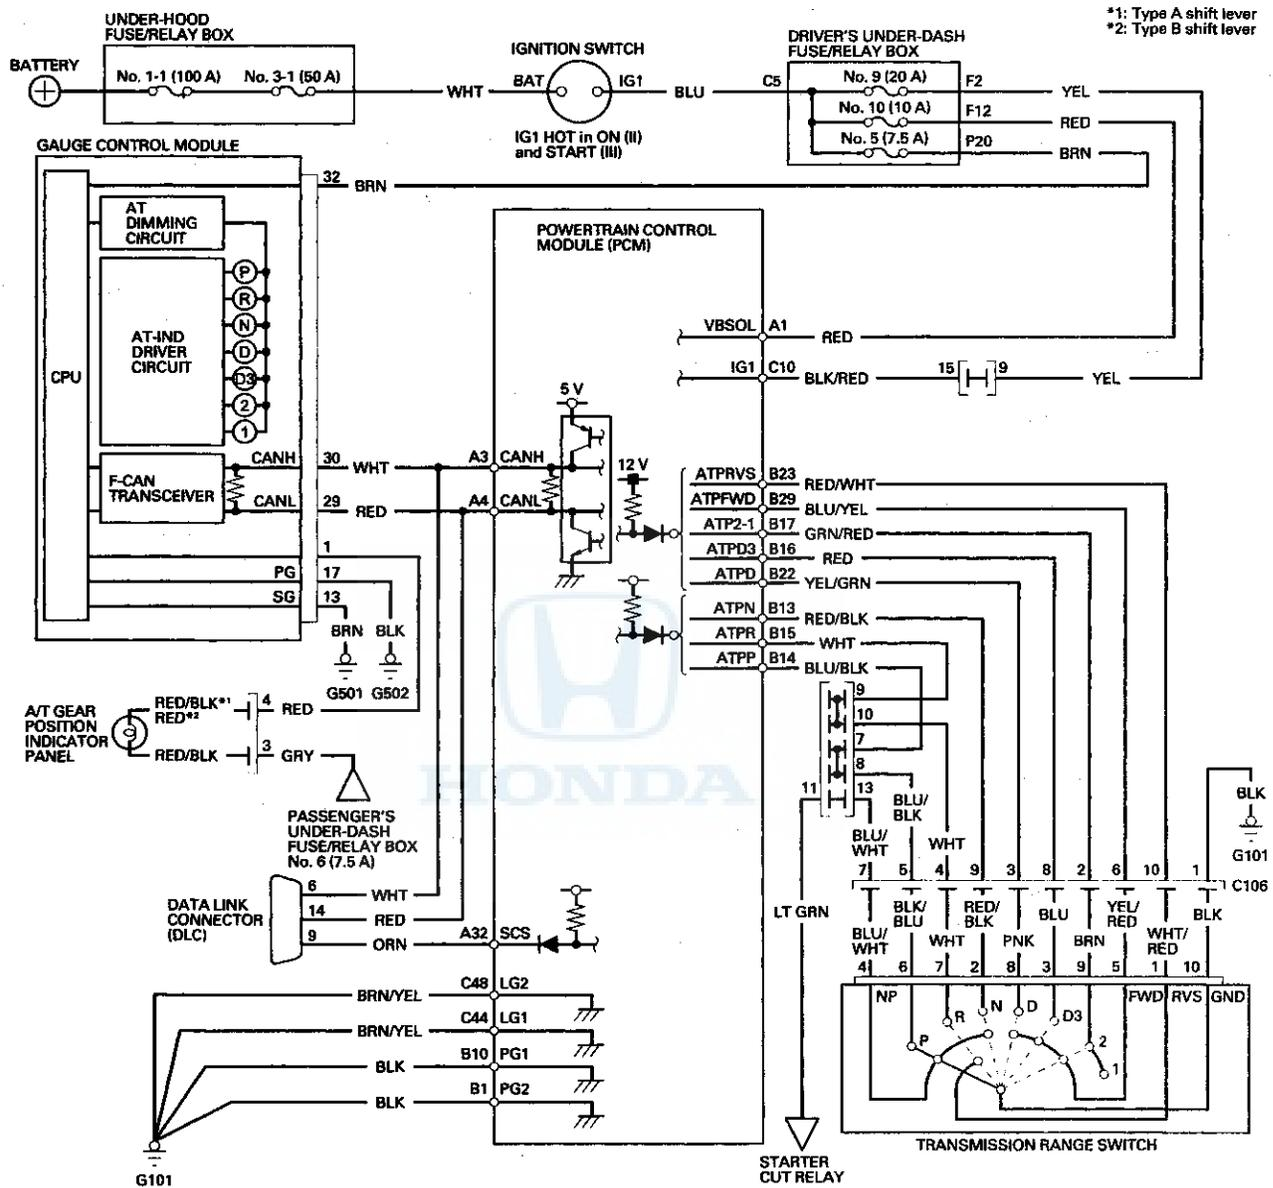 *1: Type A shift lever
*2: Type B shift lever
UNDER-HOOD
FUSE/RELAY BOX
IGNITION SWITCH
DRIVER'S UNDER-DASH
FUSE/RELAY BOX
BATTERY
No. 1-1 (100 A)
No. 3-1 (50 A)
WHT
BAT
IG1
BLU
C5
No. 9 (20 A)
F2
YEL
No. 10 (10 A)
F12
RED
No. 5 (7.5 A)
P20
BRN
IG1 HOT in ON (II)
and START (III)
GAUGE CONTROL MODULE
32
BRN
AT
DIMMING
CIRCUIT
POWERTRAIN CONTROL
MODULE (PCM)
P
R
N
D
D3
2
1
AT-IND
DRIVER
CIRCUIT
CPU
VBSOL
A1
RED
IG1
C10
BLK/RED
15
9
YEL
5 V
F-CAN
TRANSCEIVER
CANH
30
WHT
A3
CANH
CANL
29
RED
A4
CANL
12 V
ATPRVS
B23
RED/WHT
ATPFWD
B29
BLU/YEL
ATP2-1
B17
GRN/RED
ATPD3
B16
RED
ATPD
B22
YEL/GRN
ATPN
B13
RED/BLK
ATPR
B15
WHT
ATPP
B14
BLU/BLK
1
PG
17
SG
13
BRN
BLK
G501
G502
A/T GEAR
POSITION
INDICATOR
PANEL
RED/BLK*1
RED*2
4
RED
RED/BLK
3
GRY
PASSENGER'S
UNDER-DASH
FUSE/RELAY BOX
No. 6 (7.5 A)
HONDA
9
10
7
8
11
13
BLU/
BLK
BLU/
WHT
WHT
BLK
G101
7
5
4
9
3
8
2
6
10
1
C106
LT GRN
BLU/
WHT
BLK/
BLU
WHT
RED/
BLK
PNK
BLU
BRN
YEL/
RED
WHT/
RED
BLK
4
6
7
2
8
3
9
5
1
10
NP
FWD
RVS
GND
P
R
N
D
D3
2
1
TRANSMISSION RANGE SWITCH
STARTER
CUT RELAY
DATA LINK
CONNECTOR
(DLC)
6
WHT
14
RED
9
ORN
A32
SCS
BRN/YEL
C48
LG2
BRN/YEL
C44
LG1
BLK
B10
PG1
BLK
B1
PG2
G101